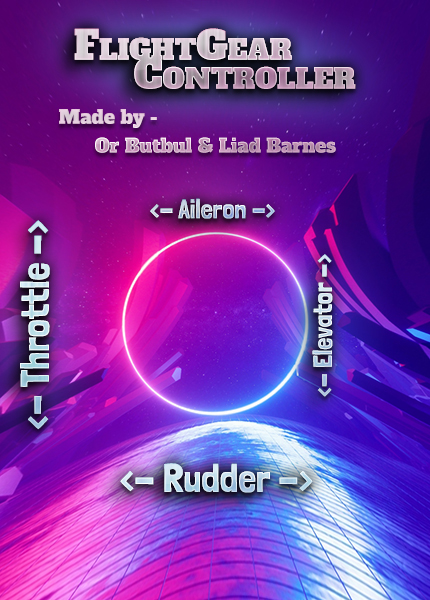 FlightGear
Controller
Made by -
Or Butbul & Liad Barnes
<- Aileron ->
<- Throttle ->
<- Elevator ->
<- Rudder ->